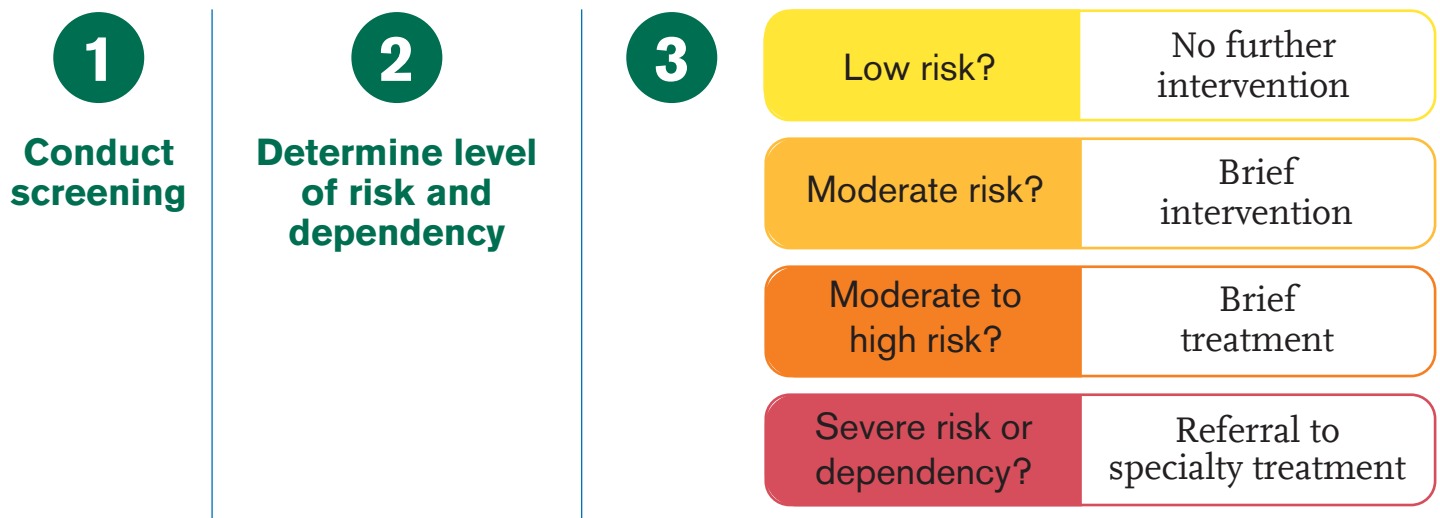 1
Conduct
screening
2
Determine level
of risk and
dependency
3
Low risk?
No further
intervention
Moderate risk?
Brief
intervention
Moderate to
high risk?
Brief
treatment
Severe risk or
dependency?
Referral to
specialty treatment